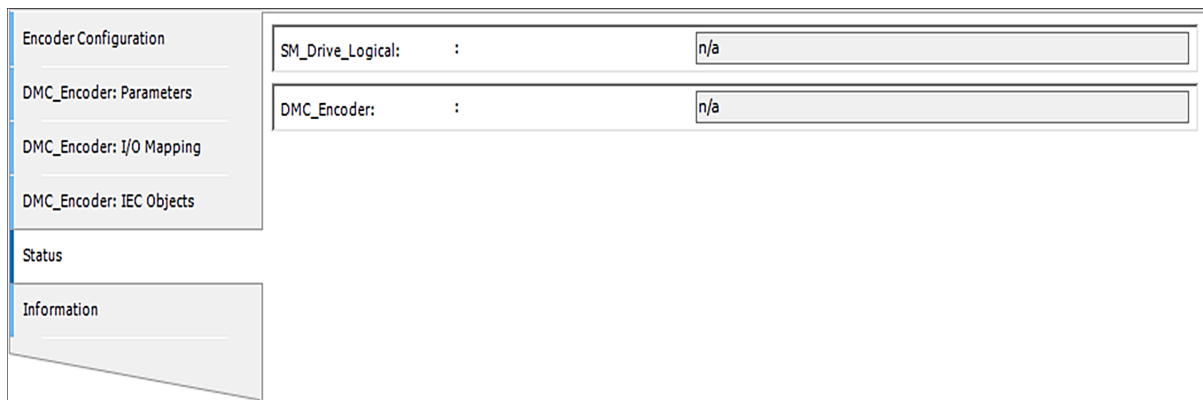 Encoder Configuration
DMC_Encoder: Parameters
DMC_Encoder: I/O Mapping
DMC_Encoder: IEC Objects
Status
Information
SM_Drive_Logical: : n/a
DMC_Encoder: : n/a